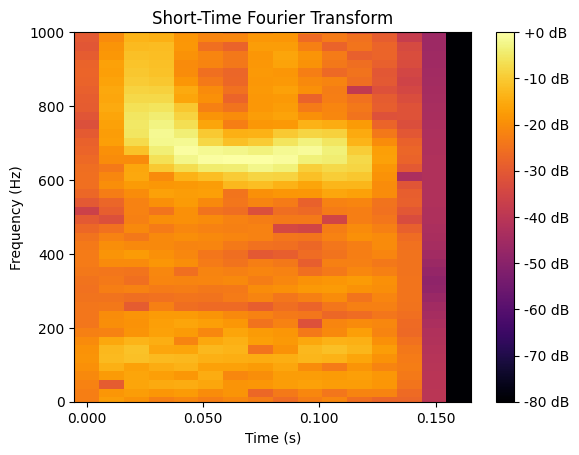 Short-Time Fourier Transform
1000
800
600
400
200
0
Frequency (Hz)
0.000
0.050
0.100
0.150
Time (s)
+0 dB
-10 dB
-20 dB
-30 dB
-40 dB
-50 dB
-60 dB
-70 dB
-80 dB